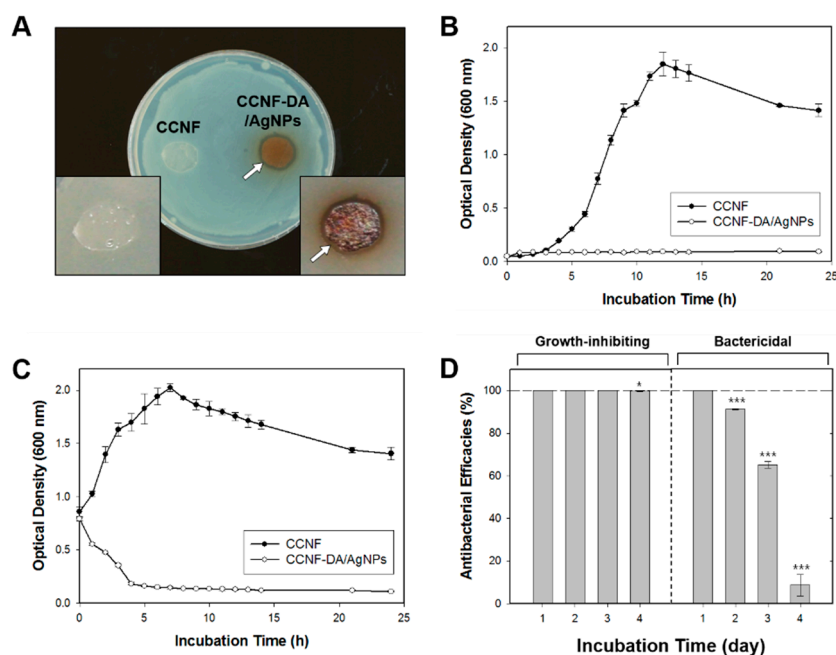 A
CCNF
CCNF-DA
/AgNPs
B
Optical Density (600 nm)
2.0
1.5
1.0
0.5
0.0
CCNF
CCNF-DA/AgNPs
0 5 10 15 20 25
Incubation Time (h)
C
Optical Density (600 nm)
2.0
1.5
1.0
0.5
0.0
CCNF
CCNF-DA/AgNPs
0 5 10 15 20 25
Incubation Time (h)
D
Growth-inhibiting Bactericidal
Antibacterial Efficacies (%)
100
80
60
40
20
0
*
***
***
***
1 2 3 4 1 2 3 4
Incubation Time (day)